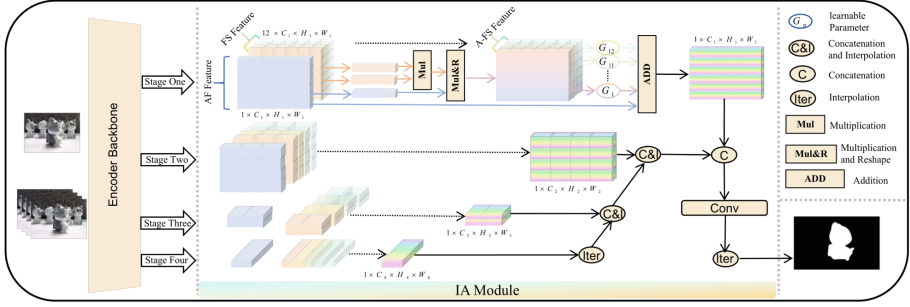 Encoder Backbone
Stage One
Stage Two
Stage Three
Stage Four
FS Feature
12 × C₁ × H₁ × W₁
AF Feature
1 × C₁ × H₁ × W₁
Mul
Mul&R
A-FS Feature
G₁₂
G₁₁
G₁
ADD
1 × C₁ × H₁ × W₁
1 × C₂ × H₂ × W₂
C&I
C
1 × C₃ × H₃ × W₃
C&I
Conv
1 × C₄ × H₄ × W₄
Iter
Iter
IA Module
Gₙ
learnable
Parameter
C&I
Concatenation
and Interpolation
C
Concatenation
Iter
Interpolation
Mul
Multiplication
Mul&R
Multiplication
and Reshape
ADD
Addition